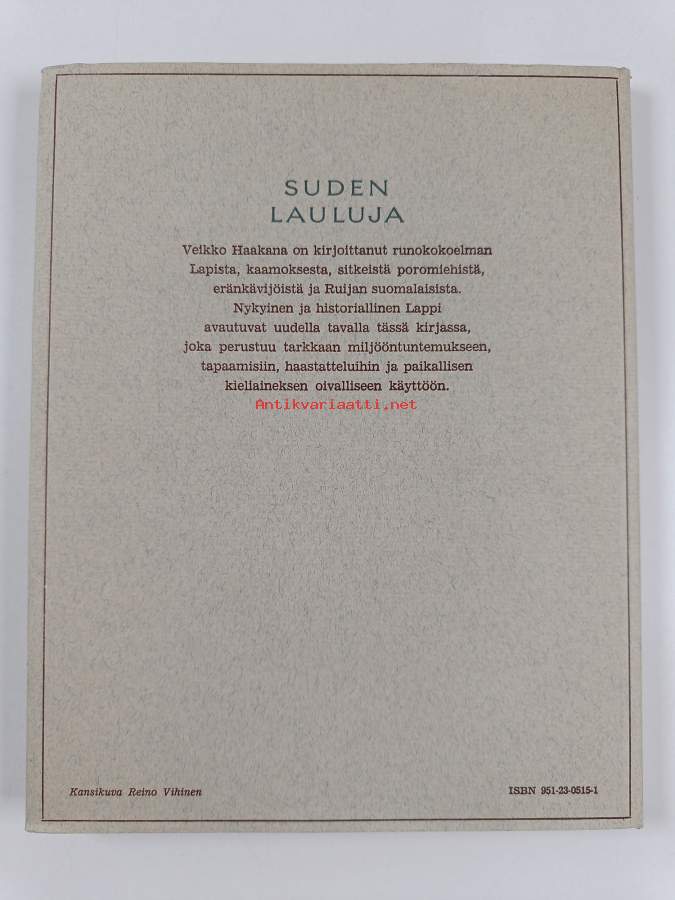 SUDEN
LAULUJA
Veikko Haakana on kirjoittanut runokokoelman
Lapista, kaamoksesta, sitkeistä poromiehistä,
eränkävijöistä ja Ruijan suomalaisista.
Nykyinen ja historiallinen Lappi
avautuvat uudella tavalla tässä kirjassa,
joka perustuu tarkkaan miljööntuntemukseen,
tapaamisiin, haastatteluihin ja paikallisen
kieliaineksen oivalliseen käyttöön.
Antikvariaatti.net
Kansikuva Reino Vihinen
ISBN 951-23-0515-1